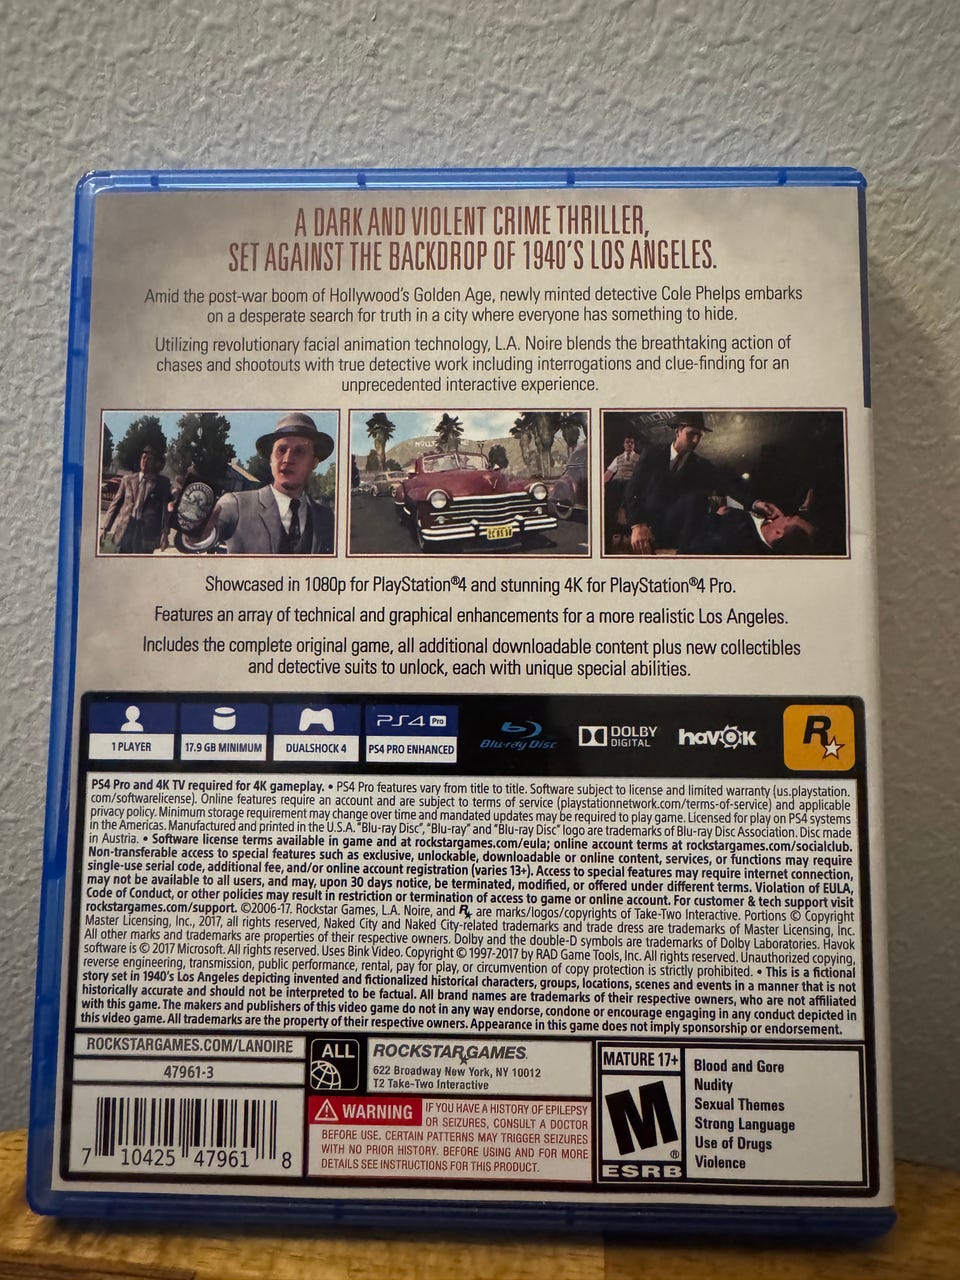 A DARK AND VIOLENT CRIME THRILLER,
SET AGAINST THE BACKDROP OF 1940'S LOS ANGELES.
Amid the post-war boom of Hollywood's Golden Age, newly minted detective Cole Phelps embarks
on a desperate search for truth in a city where everyone has something to hide.
Utilizing revolutionary facial animation technology, L.A. Noire blends the breathtaking action of
chases and shootouts with true detective work including interrogations and clue-finding for an
unprecedented interactive experience.
Showcased in 1080p for PlayStation®4 and stunning 4K for PlayStation®4 Pro.
Features an array of technical and graphical enhancements for a more realistic Los Angeles.
Includes the complete original game, all additional downloadable content plus new collectibles
and detective suits to unlock, each with unique special abilities.
1 PLAYER
17.9 GB MINIMUM
DUALSHOCK 4
PS4 Pro
PS4 PRO ENHANCED
Blu-ray Disc
DOLBY
DIGITAL
havok
R
PS4 Pro and 4K TV required for 4K gameplay. • PS4 Pro features vary from title to title. Software subject to license and limited warranty (us.playstation.
com/softwarelicense). Online features require an account and are subject to terms of service (playstationnetwork.com/terms-of-service) and applicable
privacy policy. Minimum storage requirement may change over time and mandated updates may be required to play game. Licensed for play on PS4 systems
in the Americas. Manufactured and printed in the U.S.A. "Blu-ray Disc", "Blu-ray" and "Blu-ray Disc" logo are trademarks of Blu-ray Disc Association. Disc made
in Austria. • Software license terms available in game and at rockstargames.com/eula; online account terms at rockstargames.com/socialclub.
Non-transferable access to special features such as exclusive, unlockable, downloadable or online content, services, or functions may require
single-use serial code, additional fee, and/or online account registration (varies 13+). Access to special features may require internet connection,
may not be available to all users, and may, upon 30 days notice, be terminated, modified, or offered under different terms. Violation of EULA,
Code of Conduct, or other policies may result in restriction or termination of access to game or online account. For customer & tech support visit
rockstargames.com/support. ©2006-17. Rockstar Games, L.A. Noire, and R are marks/logos/copyrights of Take-Two Interactive. Portions © Copyright
Master Licensing, Inc., 2017, all rights reserved, Naked City and Naked City-related trademarks and trade dress are trademarks of Master Licensing, Inc.
All other marks and trademarks are properties of their respective owners. Dolby and the double-D symbols are trademarks of Dolby Laboratories. Havok
software is © 2017 Microsoft. All rights reserved. Uses Bink Video. Copyright © 1997-2017 by RAD Game Tools, Inc. All rights reserved. Unauthorized copying,
reverse engineering, transmission, public performance, rental, pay for play, or circumvention of copy protection is strictly prohibited. • This is a fictional
story set in 1940's Los Angeles depicting invented and fictionalized historical characters, groups, locations, scenes and events in a manner that is not
historically accurate and should not be interpreted to be factual. All brand names are trademarks of their respective owners, who are not affiliated
with this game. The makers and publishers of this video game do not in any way endorse, condone or encourage engaging in any conduct depicted in
this video game. All trademarks are the property of their respective owners. Appearance in this game does not imply sponsorship or endorsement.
ROCKSTARGAMES.COM/LANOIRE
47961-3
7 10425 47961 8
ALL
ROCKSTAR GAMES.
622 Broadway New York, NY 10012
T2 Take-Two Interactive
WARNING IF YOU HAVE A HISTORY OF EPILEPSY
OR SEIZURES, CONSULT A DOCTOR
BEFORE USE. CERTAIN PATTERNS MAY TRIGGER SEIZURES
WITH NO PRIOR HISTORY. BEFORE USING AND FOR MORE
DETAILS SEE INSTRUCTIONS FOR THIS PRODUCT.
MATURE 17+
M
®
ESRB
Blood and Gore
Nudity
Sexual Themes
Strong Language
Use of Drugs
Violence